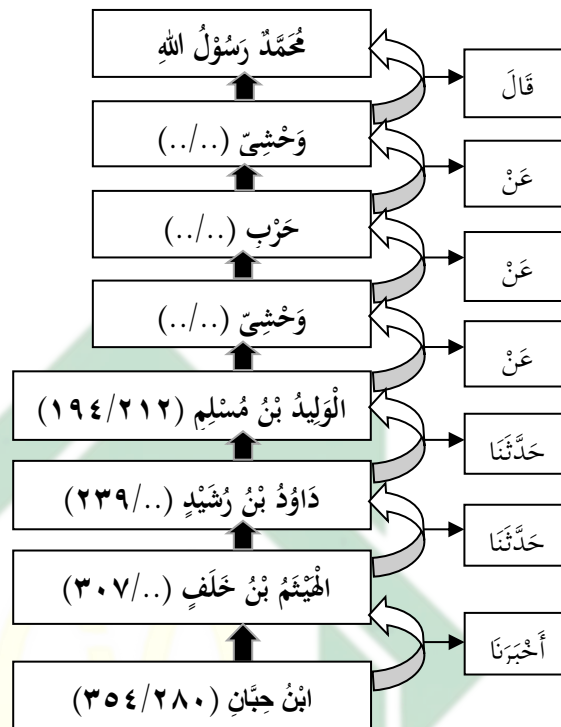 مُحَمَّدٌ رَسُوْلُ اللهِ
قَالَ
وَحْشِيّ (../..)
عَنْ
حَرْبِ (../..)
عَنْ
وَحْشِيّ (../..)
عَنْ
الْوَلِيدُ بْنُ مُسْلِمٍ (١٩٤/٢١٢)
حَدَّثَنَا
دَاوُدُ بْنُ رُشَيْدٍ (../٢٣٩)
حَدَّثَنَا
الْهَيْثَمُ بْنُ خَلَفٍ (../٣٠٧)
أَخْبَرَنَا
ابْنُ حِبَّانِ (٣٥٤/٢٨٠)